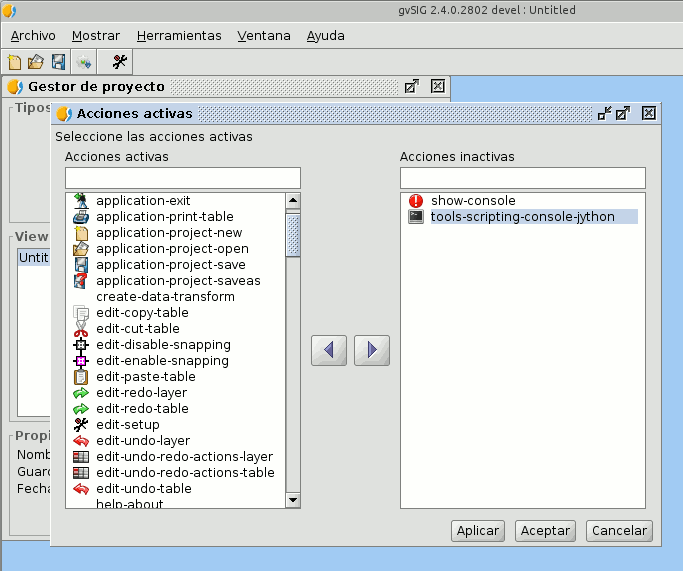 gvSIG 2.4.0.2802 devel : Untitled
Archivo Mostrar Herramientas Ventana Ayuda
Gestor de proyecto
Tipos
Acciones activas
Seleccione las acciones activas
Acciones activas
Acciones inactivas
application-exit
application-print-table
application-project-new
application-project-open
application-project-save
application-project-saveas
create-data-transform
edit-copy-table
edit-cut-table
edit-disable-snapping
edit-enable-snapping
edit-paste-table
edit-redo-layer
edit-redo-table
edit-setup
edit-undo-layer
edit-undo-redo-actions-layer
edit-undo-redo-actions-table
edit-undo-table
help-about
show-console
tools-scripting-console-jython
View
Untit
Propi
Nomb
Guard
Fecha
Aplicar Aceptar Cancelar